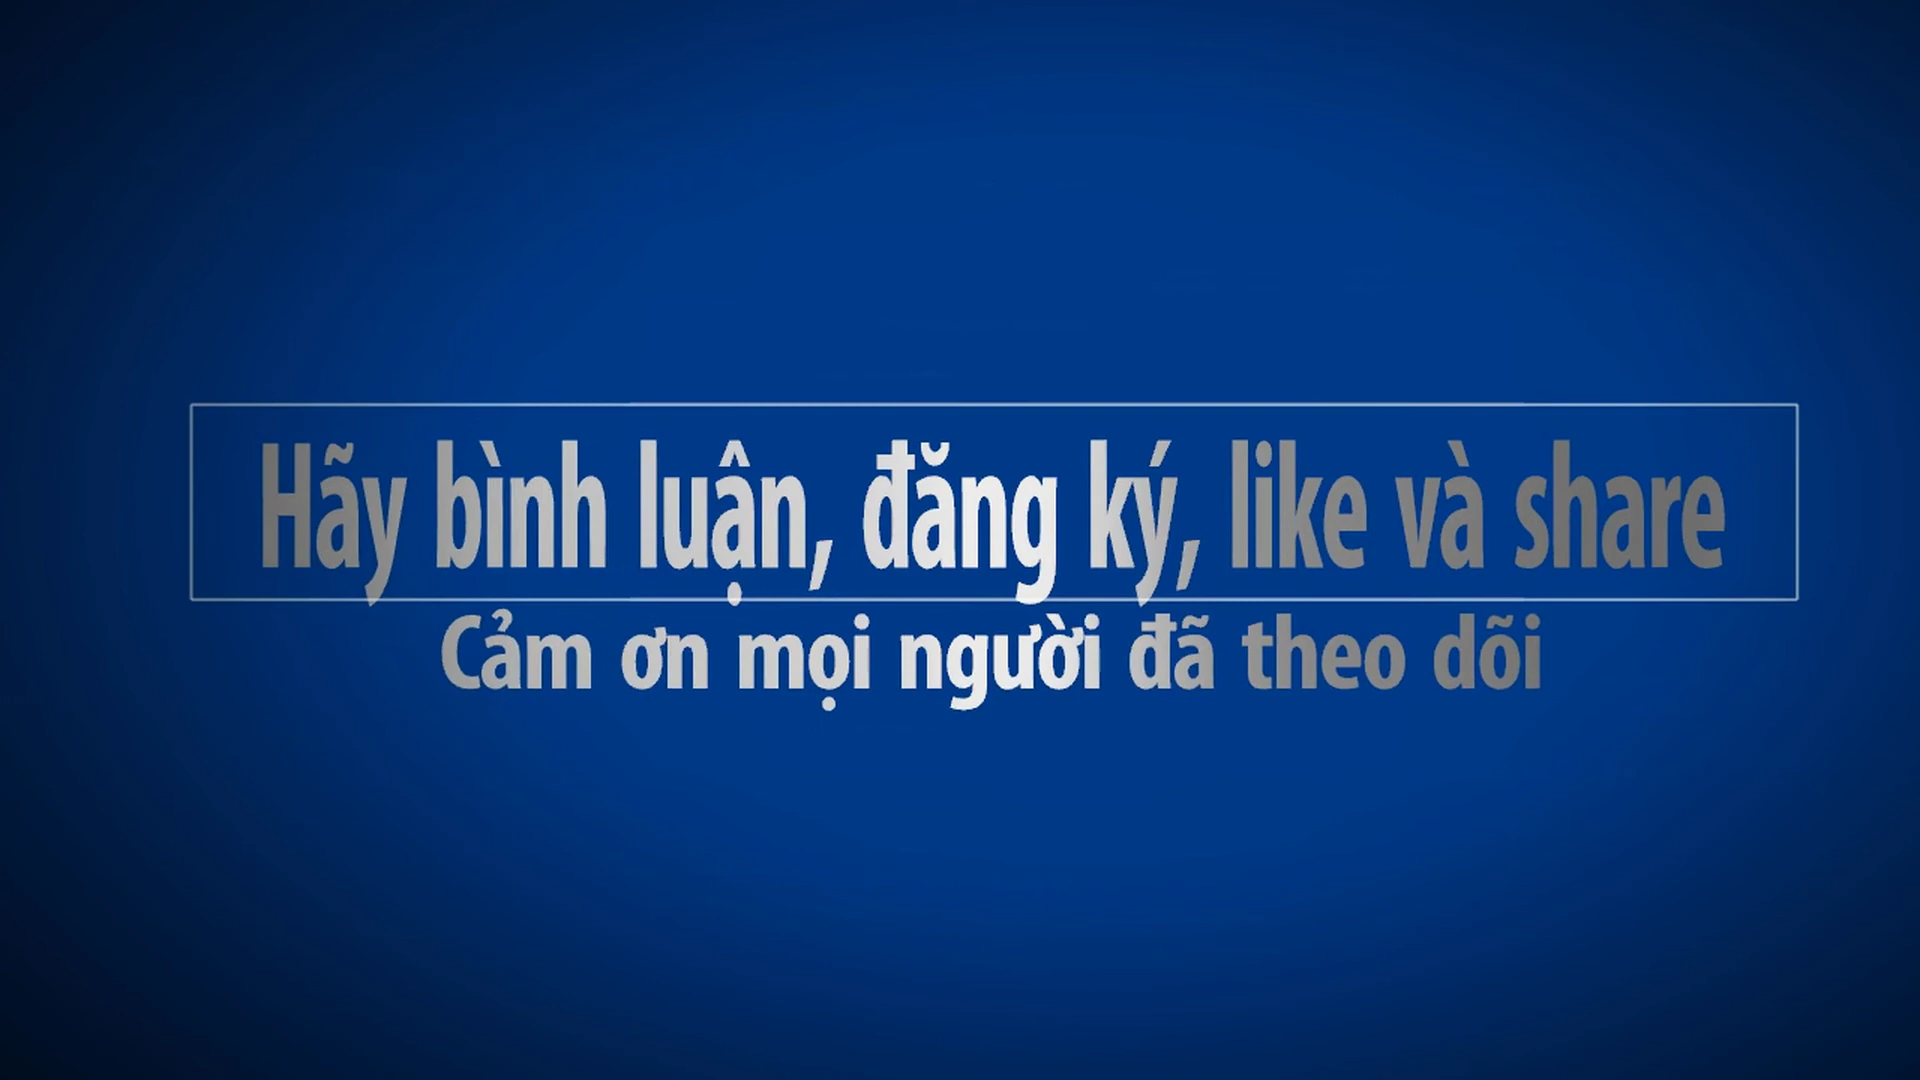 Hãy bình luận, đăng ký, like và share
Cảm ơn mọi người đã theo dõi